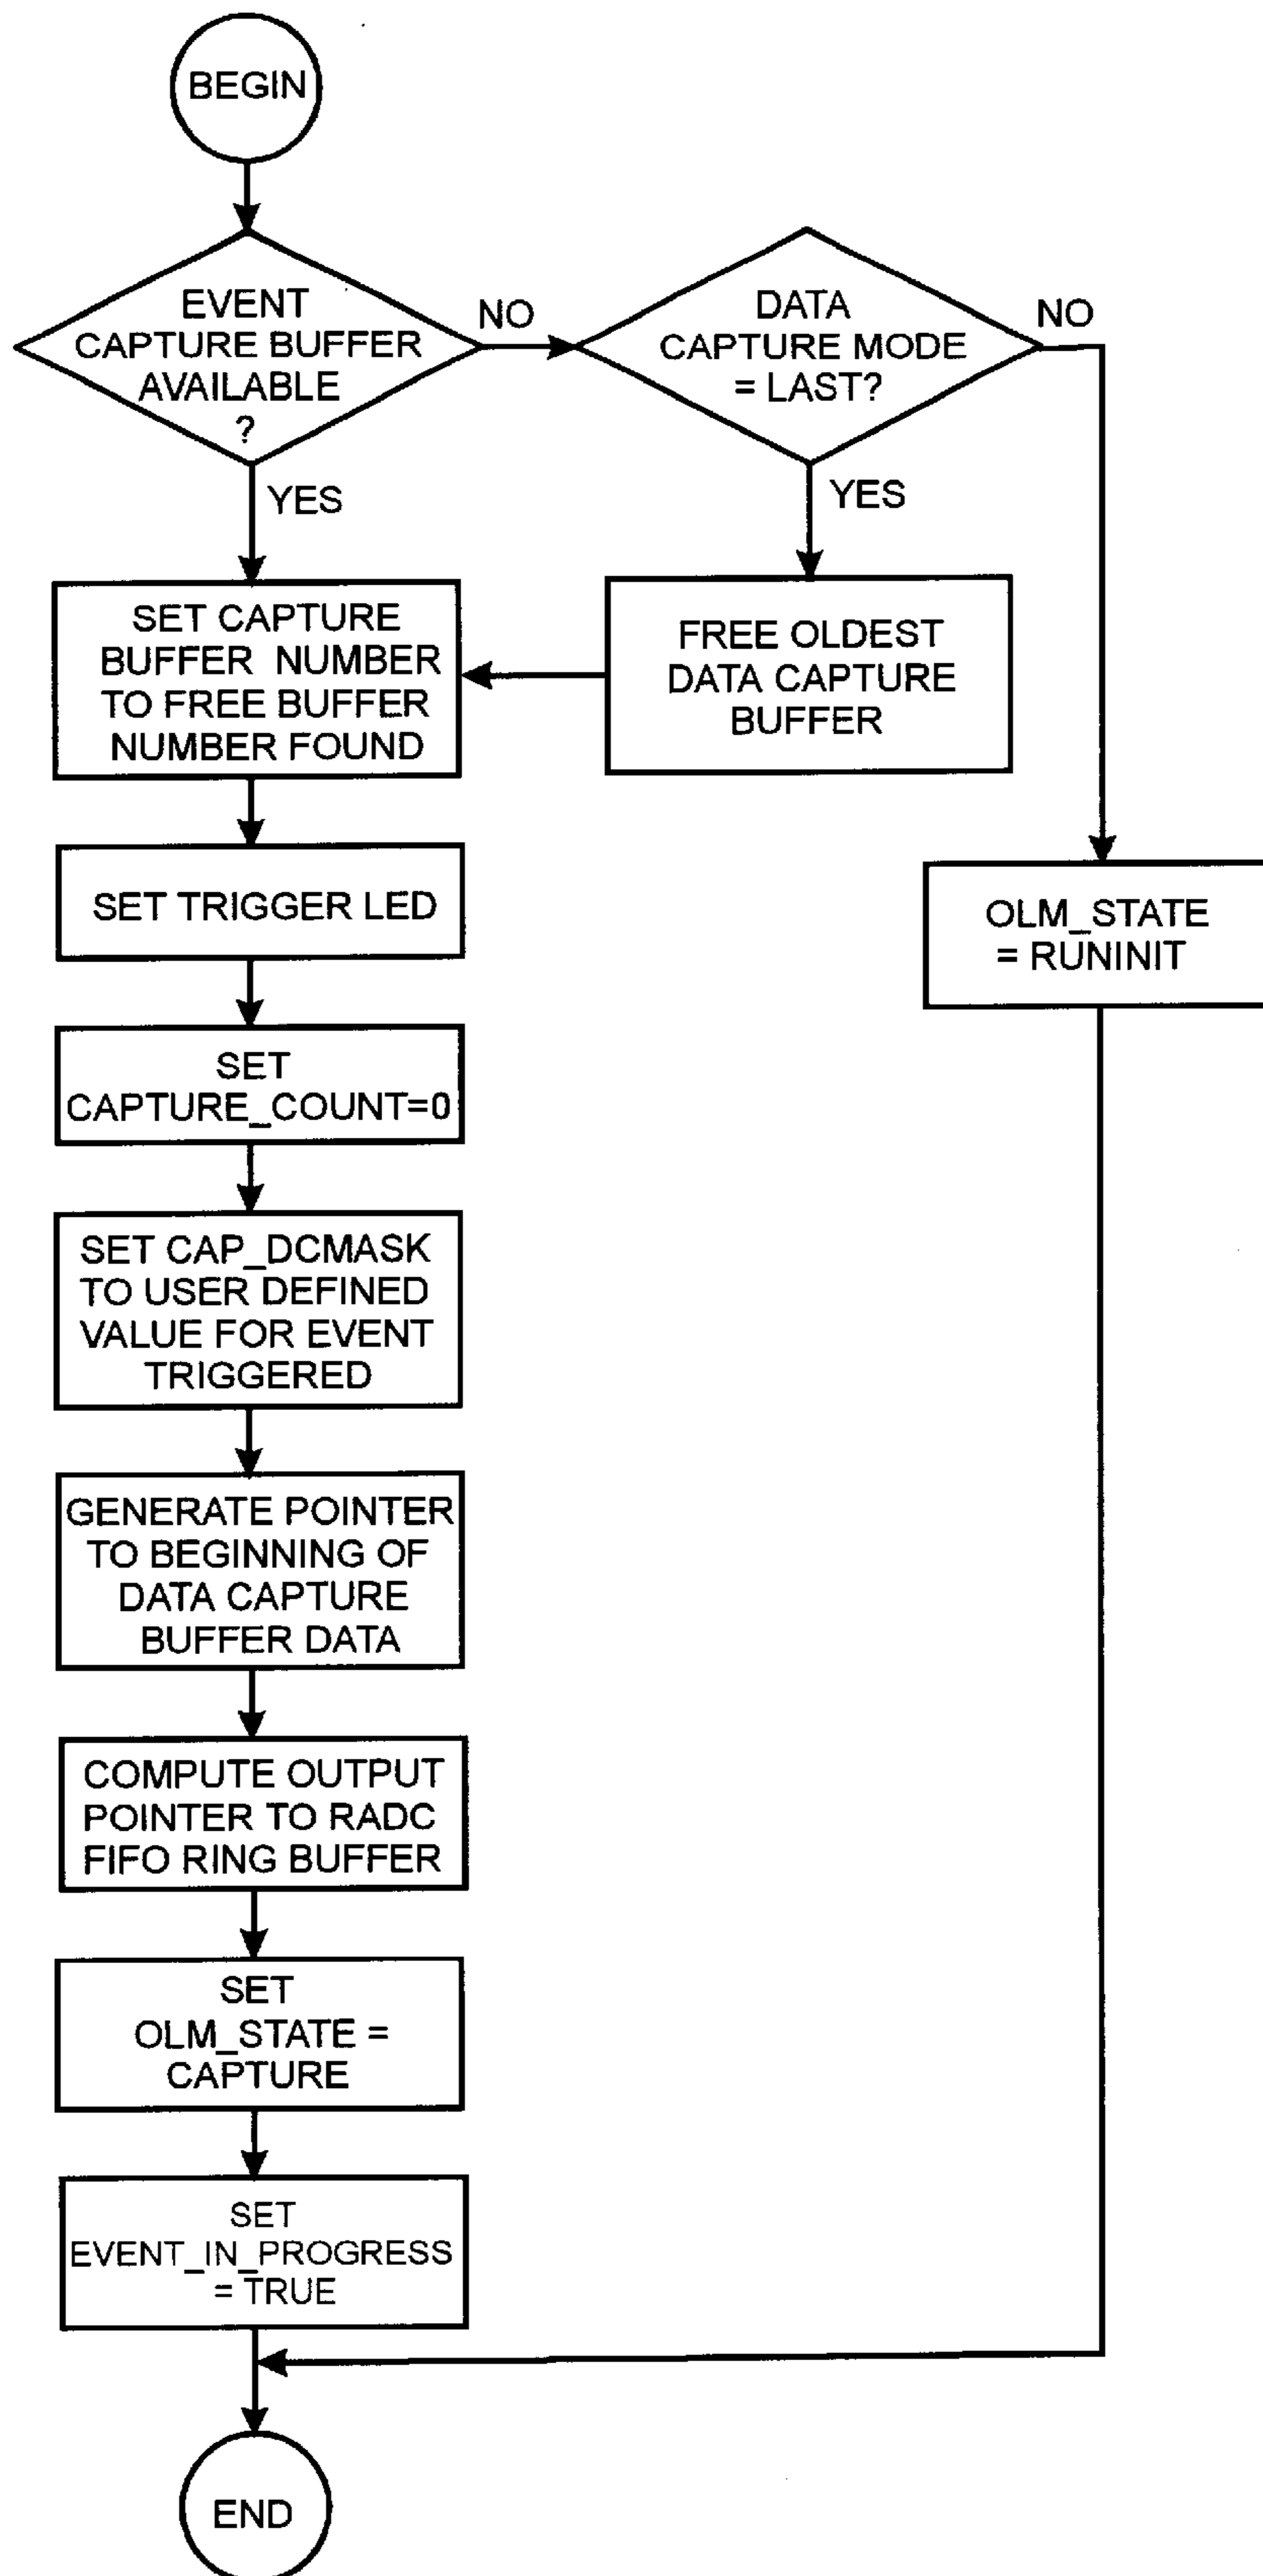 BEGIN
EVENT
CAPTURE BUFFER
AVAILABLE
?
NO
DATA
CAPTURE MODE
= LAST?
NO
YES
YES
SET CAPTURE
BUFFER NUMBER
TO FREE BUFFER
NUMBER FOUND
FREE OLDEST
DATA CAPTURE
BUFFER
SET TRIGGER LED
OLM_STATE
= RUNINIT
SET
CAPTURE_COUNT=0
SET CAP_DCMASK
TO USER DEFINED
VALUE FOR EVENT
TRIGGERED
GENERATE POINTER
TO BEGINNING OF
DATA CAPTURE
BUFFER DATA
COMPUTE OUTPUT
POINTER TO RADC
FIFO RING BUFFER
SET
OLM_STATE =
CAPTURE
SET
EVENT_IN_PROGRESS
= TRUE
END